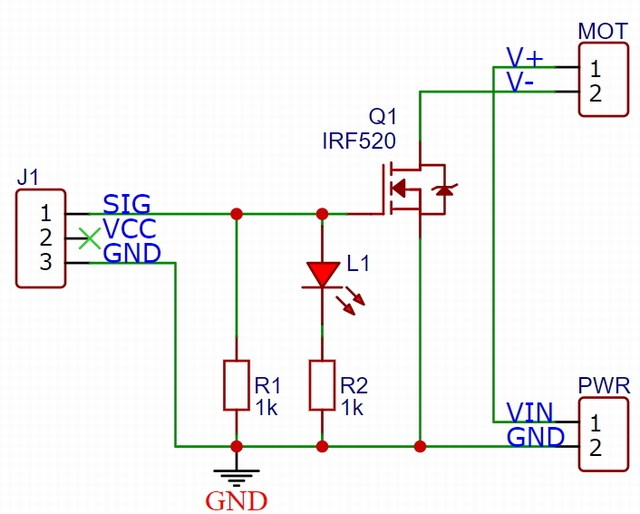 MOT
V+
1
V-
2
Q1
IRF520
J1
SIG
1
VCC
2
GND
3
L1
R1
1k
R2
1k
PWR
VIN
1
GND
2
GND